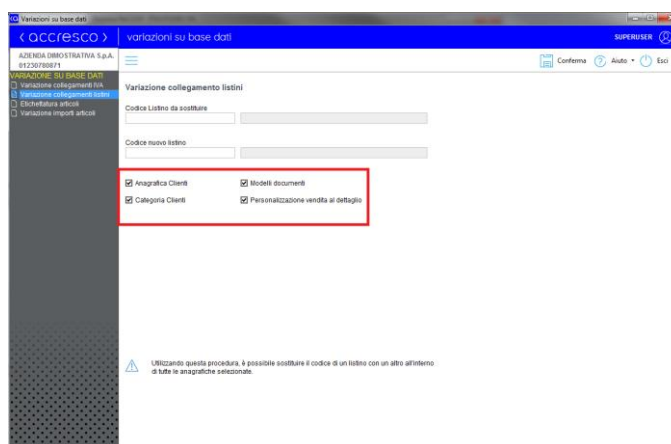 Variazioni su base dati
‹ accresco ›
variazioni su base dati
SUPERUSER
AZIENDA DIMOSTRATIVA S.p.A.
01230780871
Conferma
Aiuto
Esci
VARIAZIONE SU BASE DATI
Variazione collegamenti IVA
Variazione collegamenti listini
Etichettatura articoli
Variazione importi articoli
Variazione collegamento listini
Codice Listino da sostituire
Codice nuovo listino
Anagrafica Clienti
Modelli documenti
Categoria Clienti
Personalizzazione vendita al dettaglio
Utilizzando questa procedura, è possibile sostituire il codice di un listino con un altro all'interno
di tutte le anagrafiche selezionate.